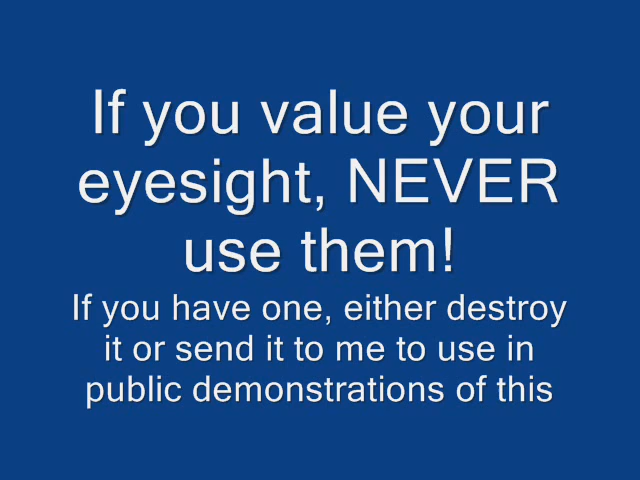 If you value your
eyesight, NEVER
use them!
If you have one, either destroy
it or send it to me to use in
public demonstrations of this